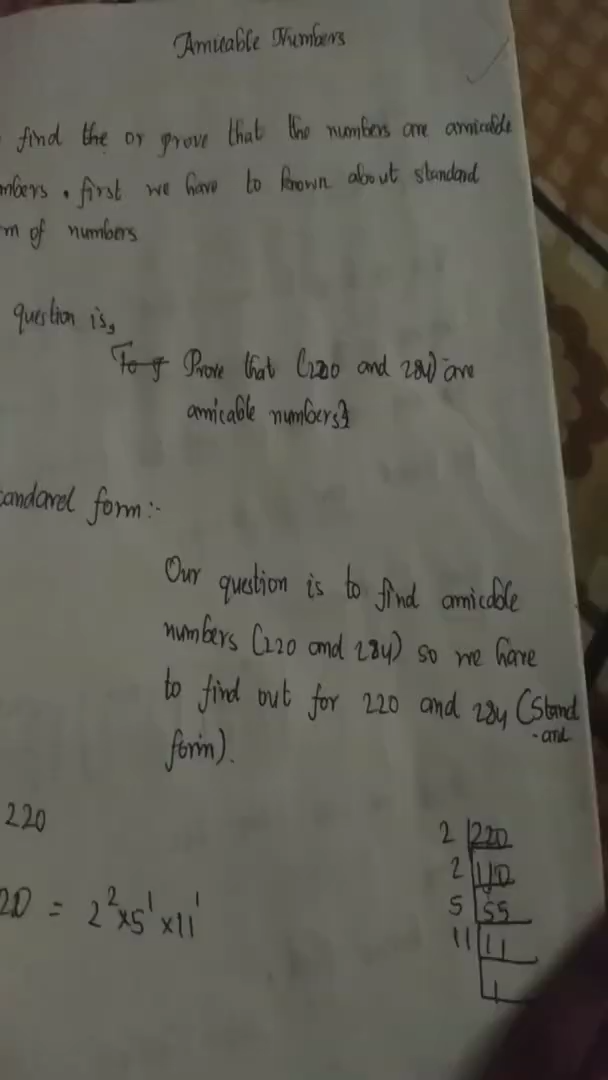 Amicable Numbers
find the or prove that the numbers are amicable
mbers. first we have to known about standard
m of numbers
question is,
Prove that (220 and 284) are
amicable numbers}
tandard form:-
Our question is to find amicable
numbers (220 and 284) so we have
to find out for 220 and 284 (Stand
-ard
form).
220
20 = 2²×5¹×11¹
2 220
2 110
5 55
11 11
1